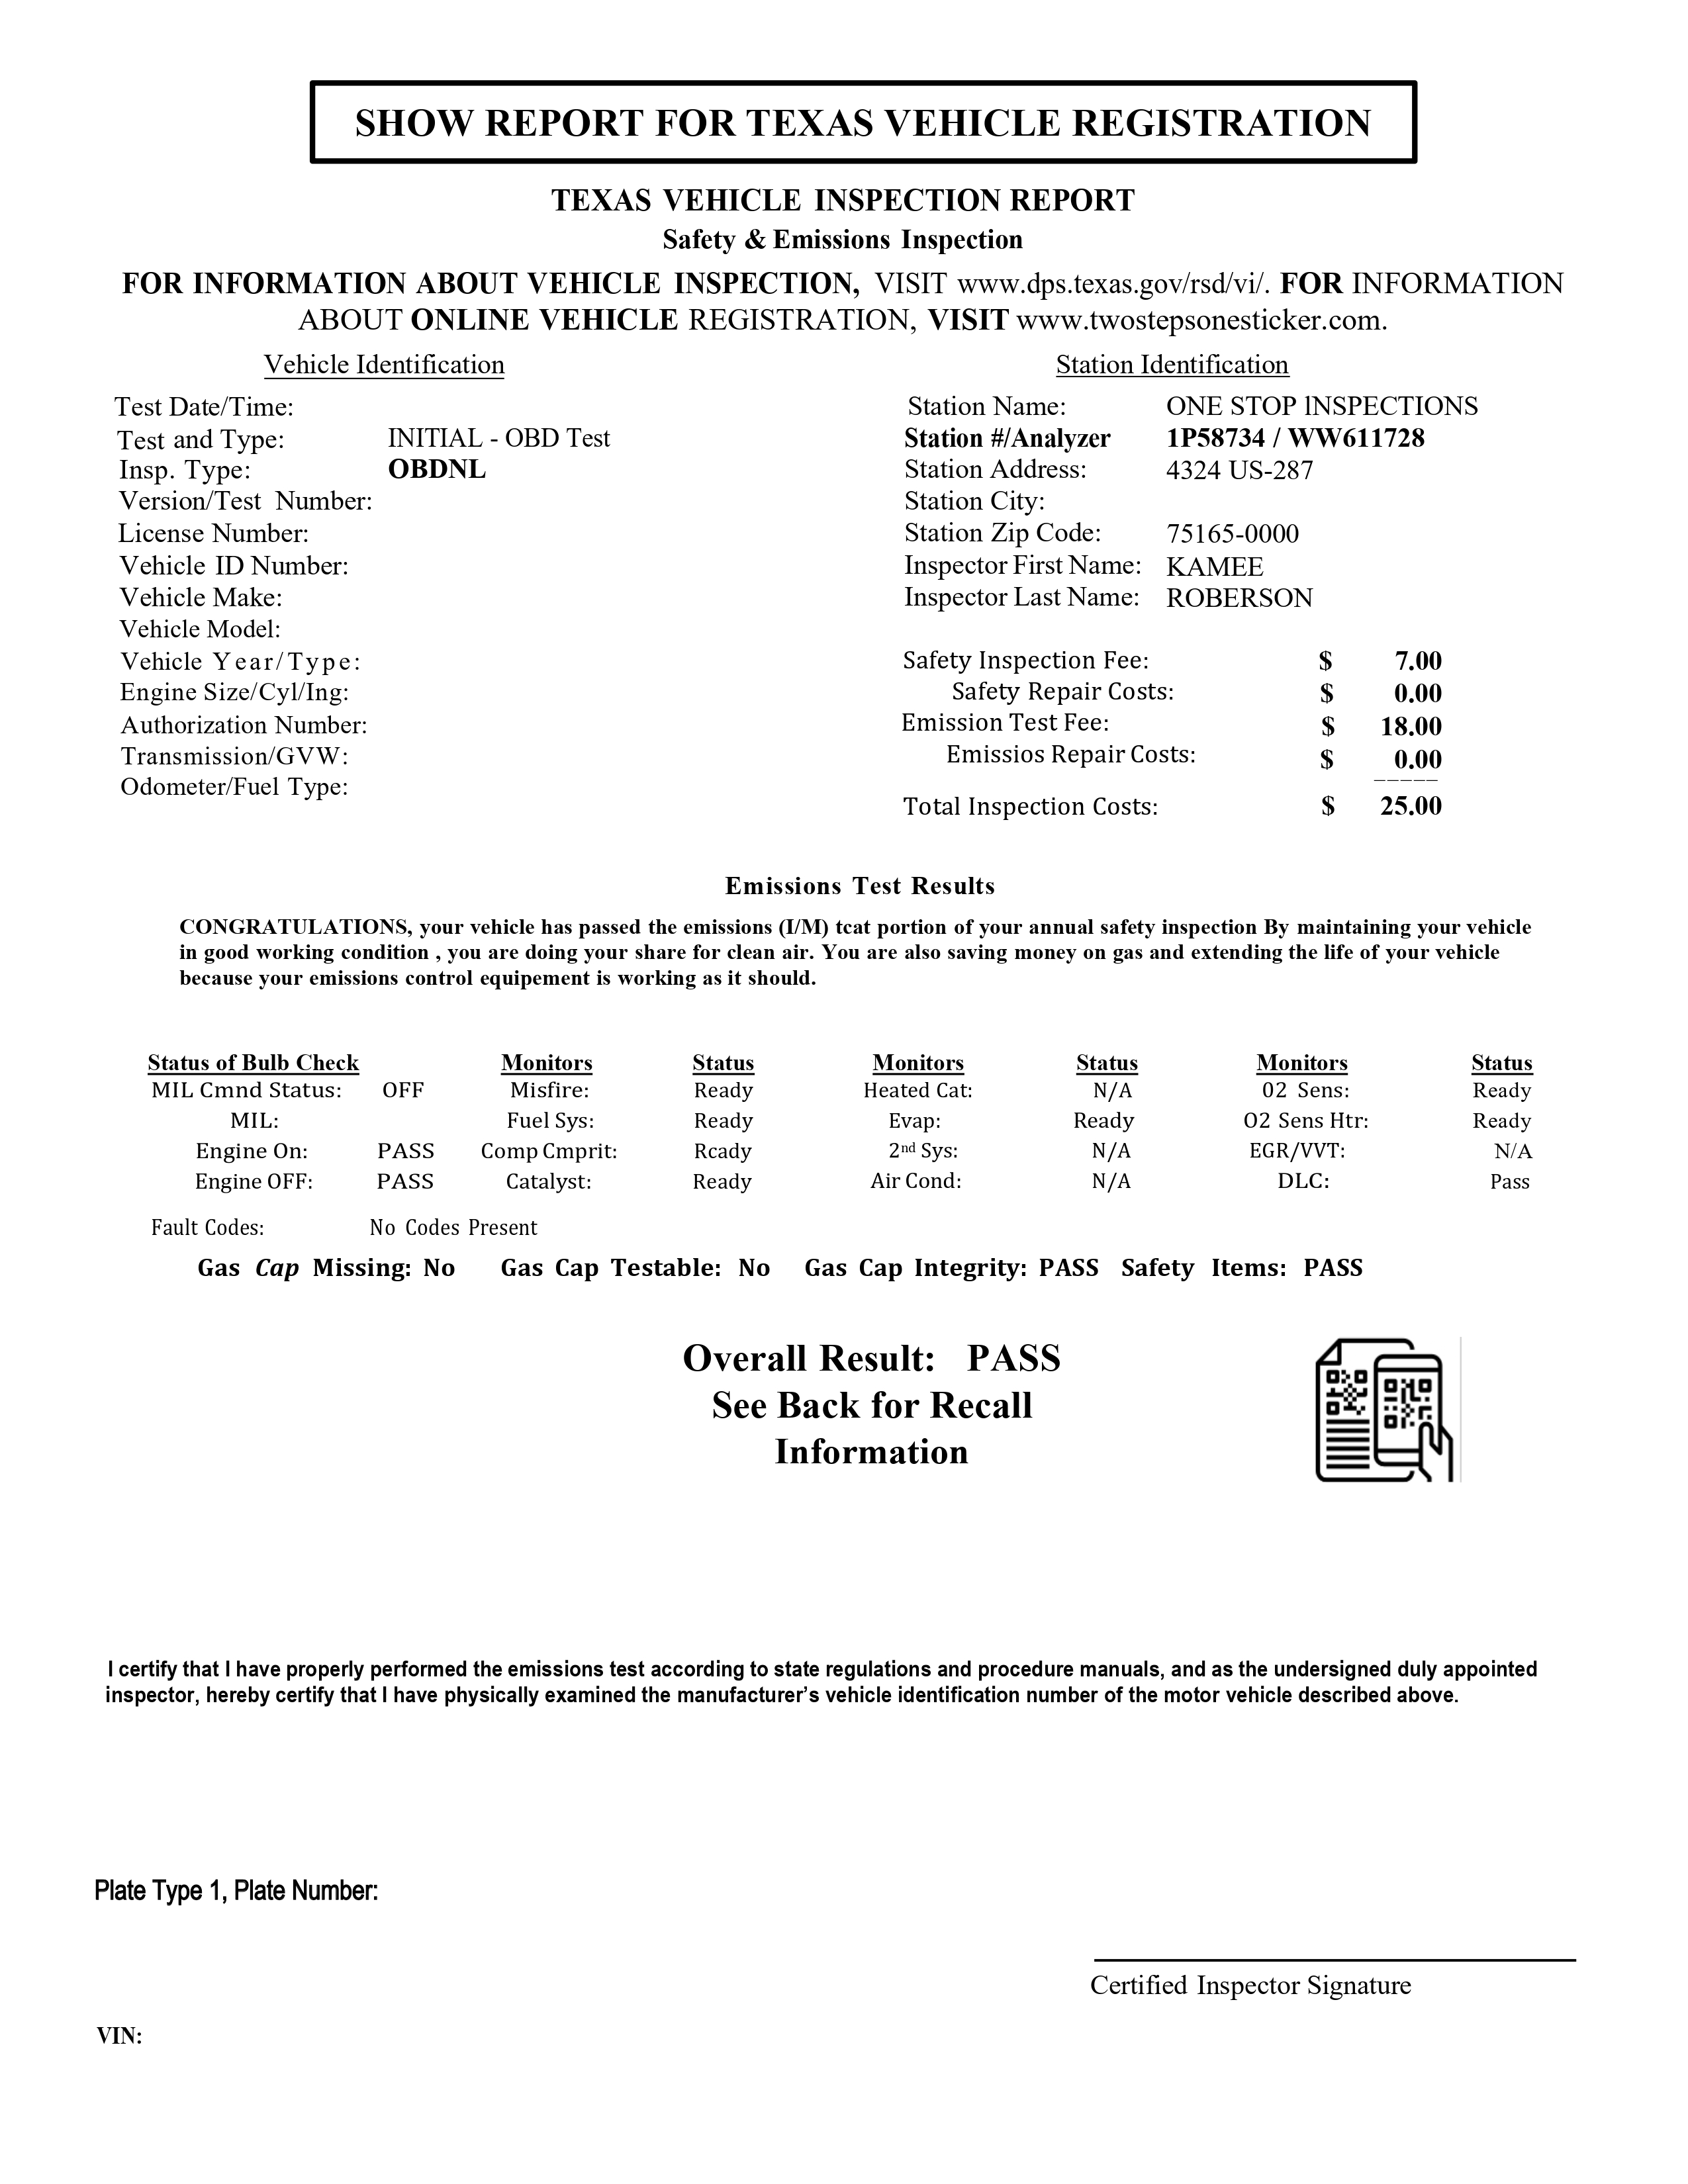 SHOW REPORT FOR TEXAS VEHICLE REGISTRATION
TEXAS VEHICLE INSPECTION REPORT
Safety & Emissions Inspection
FOR INFORMATION ABOUT VEHICLE INSPECTION, VISIT www.dps.texas.gov/rsd/vi/. FOR INFORMATION
ABOUT ONLINE VEHICLE REGISTRATION, VISIT www.twostepsonesticker.com.
Vehicle Identification
Test Date/Time:
Test and Type: INITIAL - OBD Test
Insp. Type: OBDNL
Version/Test Number:
License Number:
Vehicle ID Number:
Vehicle Make:
Vehicle Model:
Vehicle Year/Type:
Engine Size/Cyl/Ing:
Authorization Number:
Transmission/GVW:
Odometer/Fuel Type:
Station Identification
Station Name: ONE STOP lNSPECTIONS
Station #/Analyzer 1P58734 / WW611728
Station Address: 4324 US-287
Station City:
Station Zip Code: 75165-0000
Inspector First Name: KAMEE
Inspector Last Name: ROBERSON
Safety Inspection Fee: $ 7.00
Safety Repair Costs: $ 0.00
Emission Test Fee: $ 18.00
Emissios Repair Costs: $ 0.00
_____
Total Inspection Costs: $ 25.00
Emissions Test Results
CONGRATULATIONS, your vehicle has passed the emissions (I/M) tcat portion of your annual safety inspection By maintaining your vehicle
in good working condition , you are doing your share for clean air. You are also saving money on gas and extending the life of your vehicle
because your emissions control equipement is working as it should.
Status of Bulb Check Monitors Status Monitors Status Monitors Status
MIL Cmnd Status: OFF Misfire: Ready Heated Cat: N/A 02 Sens: Ready
MIL: Fuel Sys: Ready Evap: Ready O2 Sens Htr: Ready
Engine On: PASS Comp Cmprit: Rcady 2nd Sys: N/A EGR/VVT: N/A
Engine OFF: PASS Catalyst: Ready Air Cond: N/A DLC: Pass
Fault Codes: No Codes Present
Gas Cap Missing: No Gas Cap Testable: No Gas Cap Integrity: PASS Safety Items: PASS
Overall Result: PASS
See Back for Recall
Information
I certify that I have properly performed the emissions test according to state regulations and procedure manuals, and as the undersigned duly appointed
inspector, hereby certify that I have physically examined the manufacturer’s vehicle identification number of the motor vehicle described above.
Plate Type 1, Plate Number:
Certified Inspector Signature
VIN: